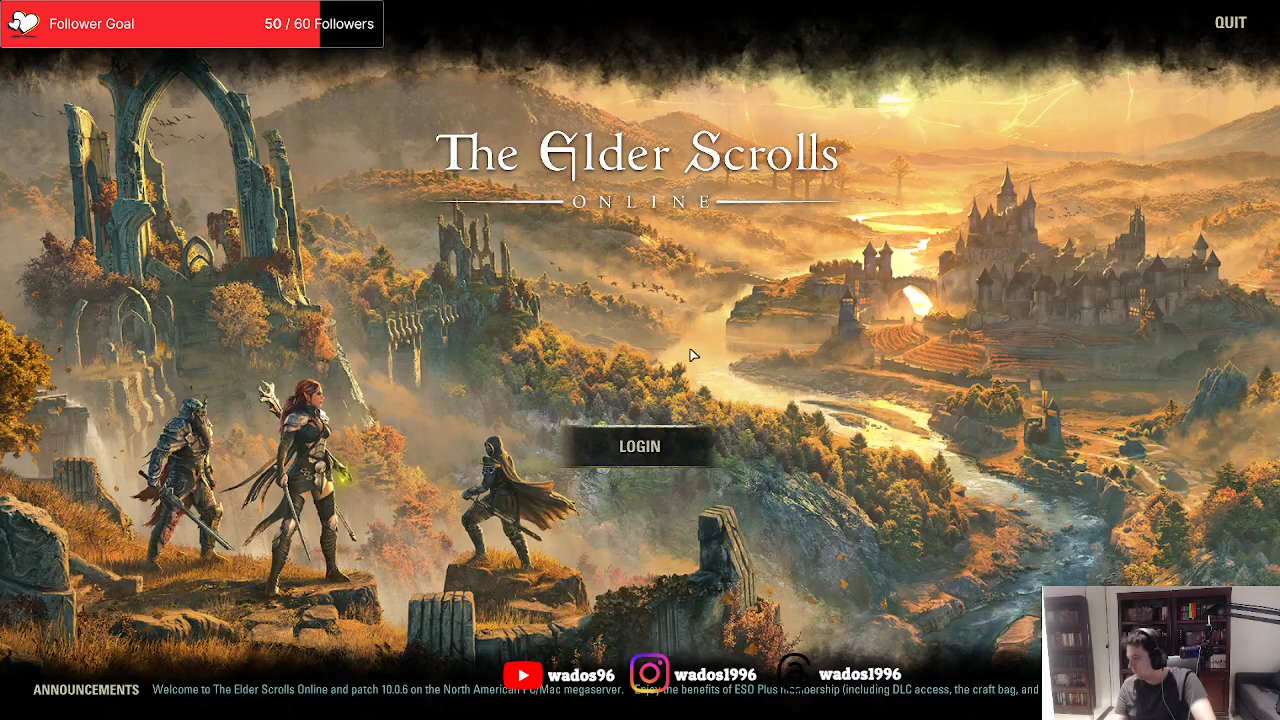 Follower Goal 50 / 60 Followers
QUIT
The Elder Scrolls
ONLINE
LOGIN
wados96 wados1996 wados1996
ANNOUNCEMENTS Welcome to The Elder Scrolls Online and patch 10.0.6 on the North American PC/Mac megaserver. Enjoy the benefits of ESO Plus membership (including DLC access, the craft bag, and